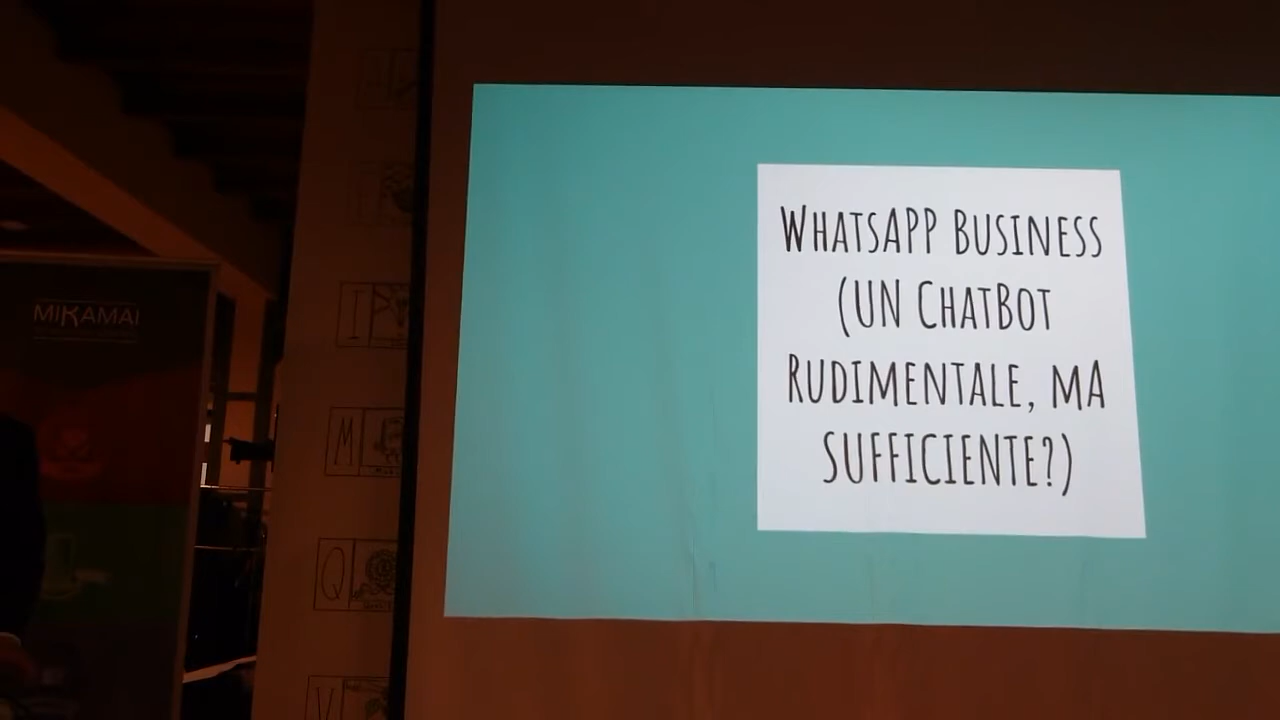 MIKAMAI
I
M
Q
V
WHATSAPP BUSINESS
(UN CHATBOT
RUDIMENTALE, MA
SUFFICIENTE?)